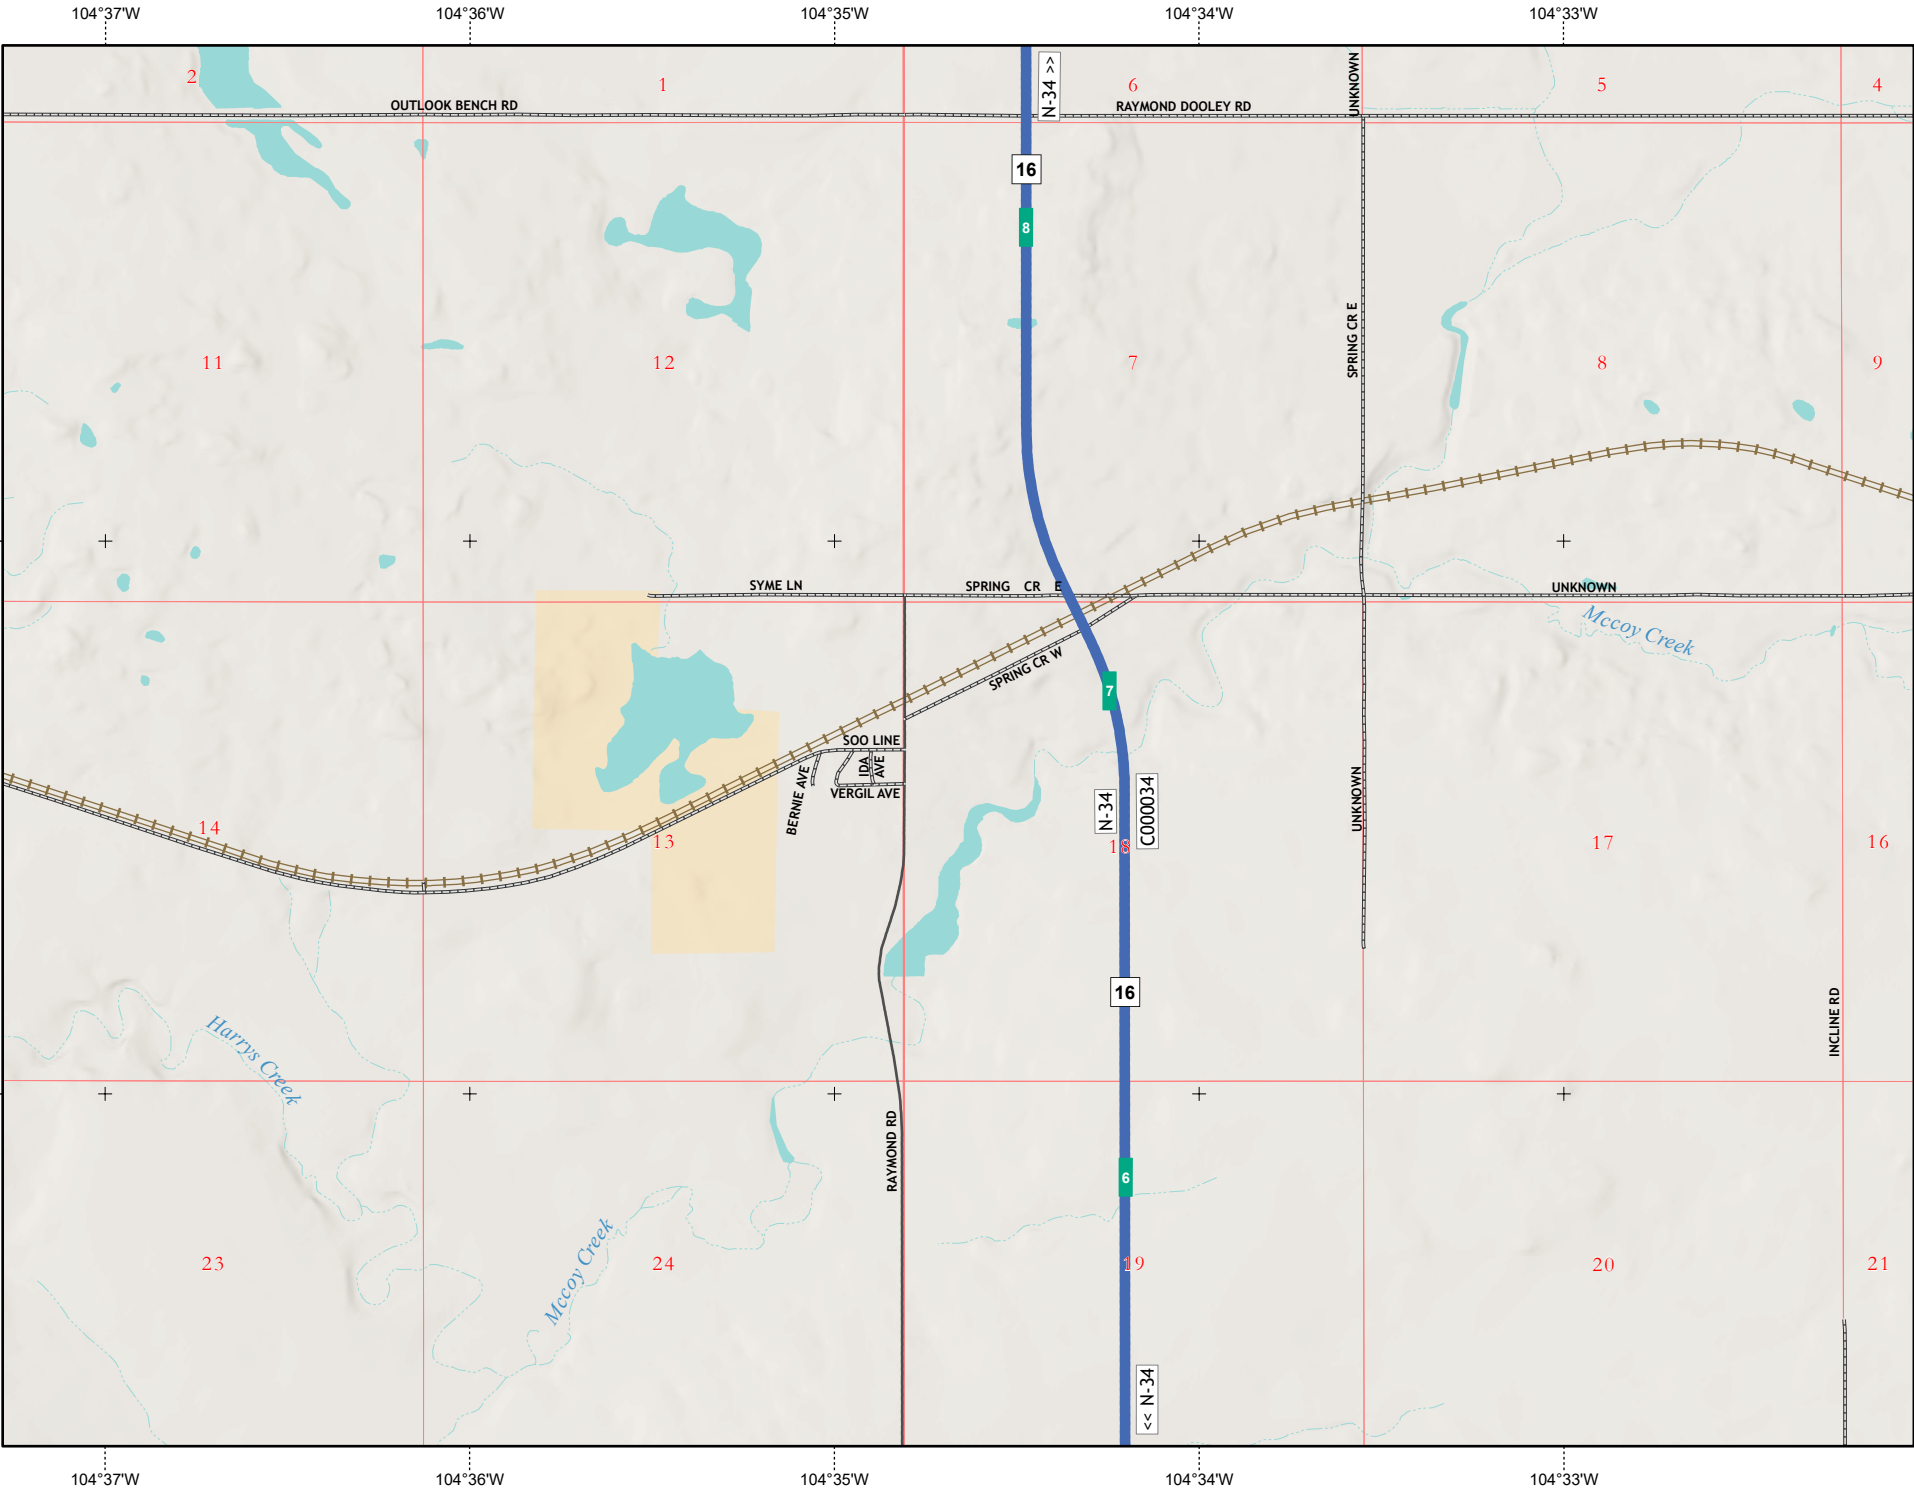 104°37'W
104°36'W
104°35'W
104°34'W
104°33'W
2
1
6
5
4
N-34 >>
UNKNOWN
OUTLOOK BENCH RD
RAYMOND DOOLEY RD
16
8
SPRING CR E
11
12
7
8
9
SYME LN
SPRING CR E
UNKNOWN
Mccoy Creek
SPRING CR W
7
SOO LINE
IDA AVE
BERNIE AVE
VERGIL AVE
N-34
C000034
UNKNOWN
14
13
18
17
16
16
INCLINE RD
Harrys Creek
RAYMOND RD
6
Mccoy Creek
23
24
19
20
21
<< N-34
104°37'W
104°36'W
104°35'W
104°34'W
104°33'W